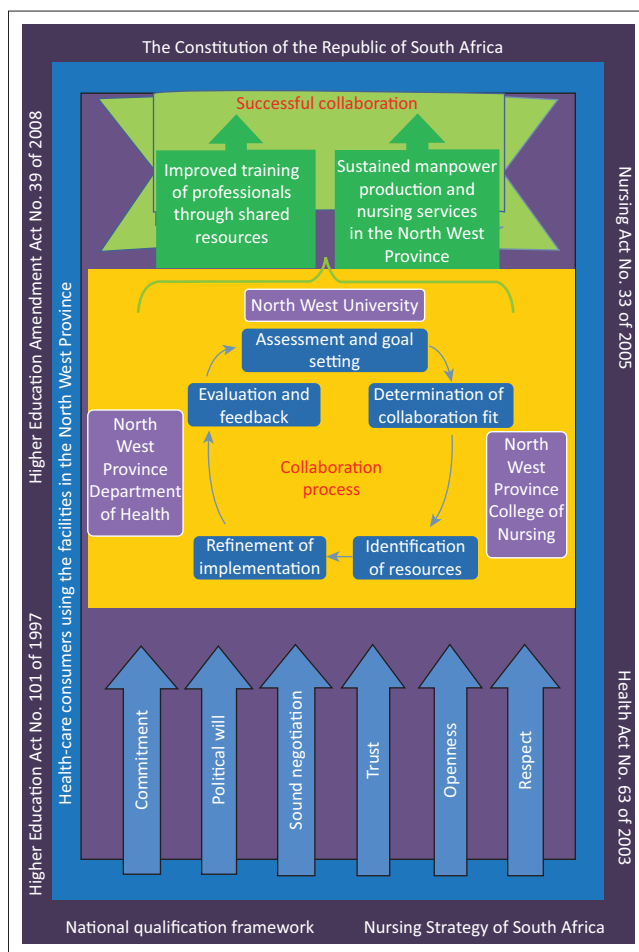 The Constitution of the Republic of South Africa
Higher Education Amendment Act No. 39 of 2008
Higher Education Act No. 101 of 1997
Health-care consumers using the facilities in the North West Province
Nursing Act No. 33 of 2005
Health Act No. 63 of 2003
Successful collaboration
Improved training
of professionals
through shared
resources
Sustained manpower
production and
nursing services
in the North West
Province
North West University
Assessment and goal
setting
Evaluation and
feedback
Determination of
collaboration fit
North
West
Province
Department
of Health
Collaboration
process
North
West
Province
College of
Nursing
Refinement of
implementation
Identification
of resources
Commitment
Political will
Sound negotiation
Trust
Openness
Respect
National qualification framework
Nursing Strategy of South Africa